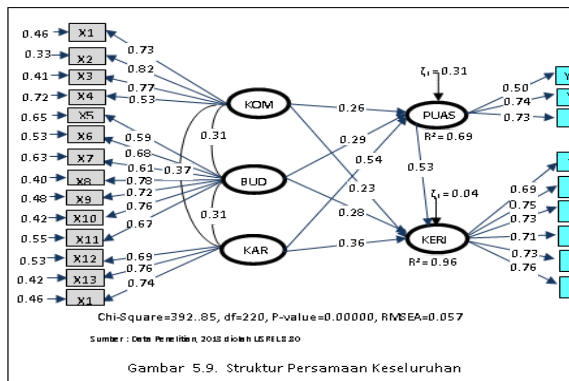 0.46 X1 0.73
0.33 X2 0.82
0.41 X3 0.77
0.72 X4 0.53
0.65 X5 0.59
0.53 X6 0.68
0.63 X7 0.61
0.40 X8 0.78
0.48 X9 0.72
0.42 X10 0.76
0.55 X11 0.67
0.53 X12 0.69
0.42 X13 0.76
0.46 X1 0.74
KOM
BUD
KAR
0.31
0.37
0.31
0.26
0.29
0.54
0.23
0.28
0.36
ζ₁= 0.31
PUAS
R²= 0.69
0.53
ζ₁= 0.04
KERJ
R²= 0.96
0.50
0.74
0.73
0.69
0.75
0.73
0.71
0.73
0.76
Chi-Square=392..85, df=220, P-value=0.00000, RMSEA=0.057
Sumber : Data Penelitian, 2013 diolah LISREL 8.80
Gambar 5.9. Struktur Persamaan Keseluruhan